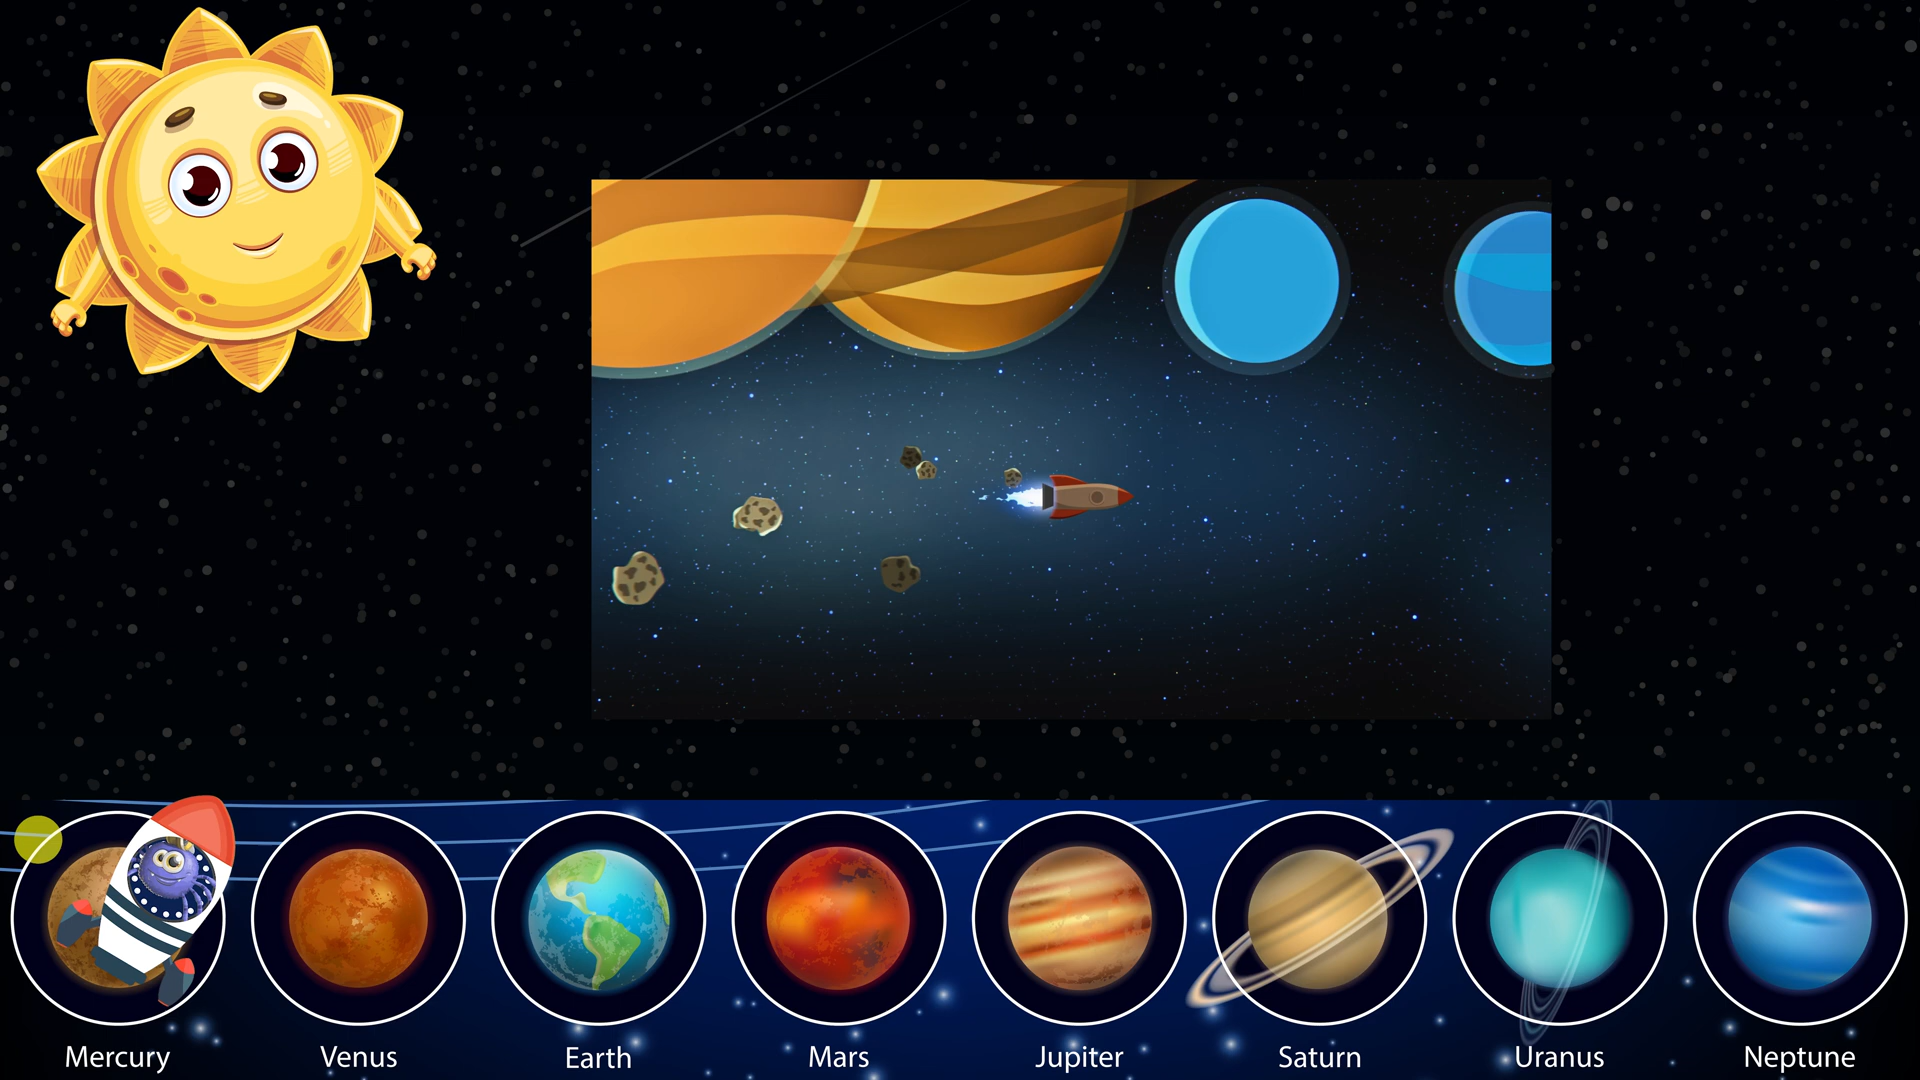 Mercury
Venus
Earth
Mars
Jupiter
Saturn
Uranus
Neptune